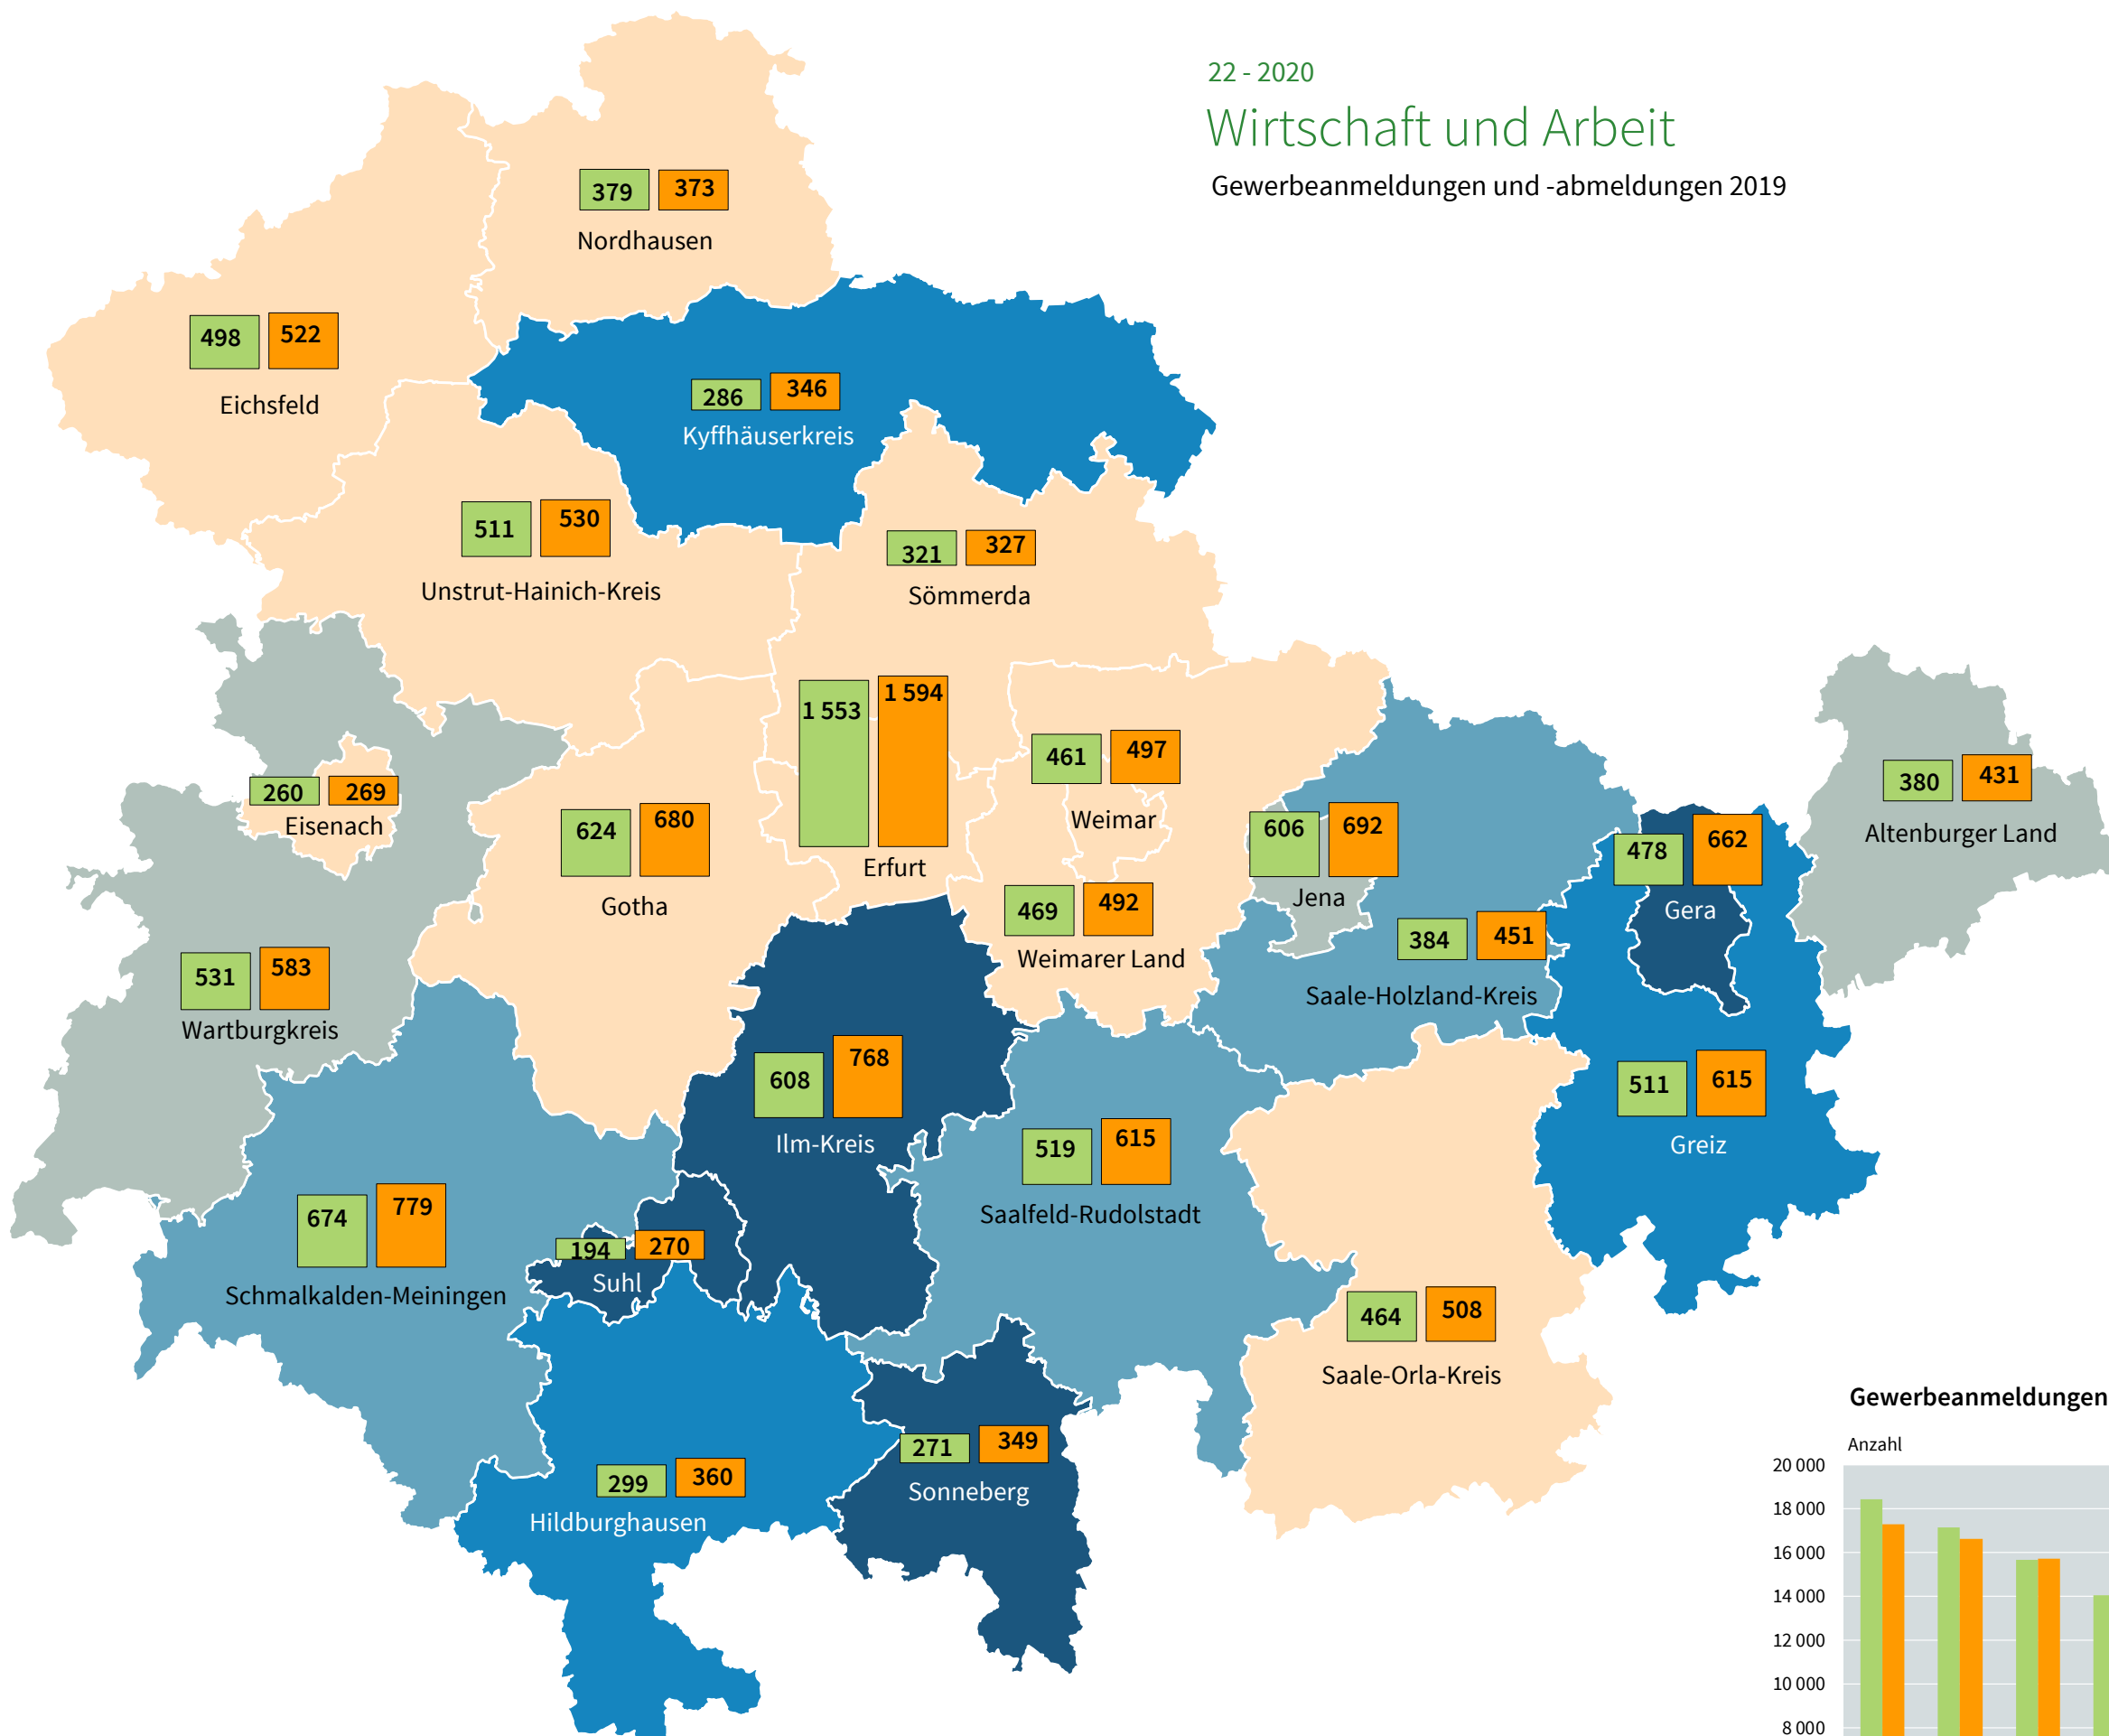 22 - 2020
Wirtschaft und Arbeit
Gewerbeanmeldungen und -abmeldungen 2019
379 373
Nordhausen
498 522
Eichsfeld
286 346
Kyffhäuserkreis
511 530
Unstrut-Hainich-Kreis
321 327
Sömmerda
1 553 1 594
Erfurt
461 497
Weimar
260 269
Eisenach
624 680
Gotha
606 692
Jena
478 662
Gera
380 431
Altenburger Land
469 492
Weimarer Land
384 451
Saale-Holzland-Kreis
531 583
Wartburgkreis
608 768
Ilm-Kreis
511 615
Greiz
519 615
Saalfeld-Rudolstadt
674 779
Schmalkalden-Meiningen
194 270
Suhl
464 508
Saale-Orla-Kreis
271 349
Sonneberg
299 360
Hildburghausen
Gewerbeanmeldungen
Anzahl
20 000
18 000
16 000
14 000
12 000
10 000
8 000